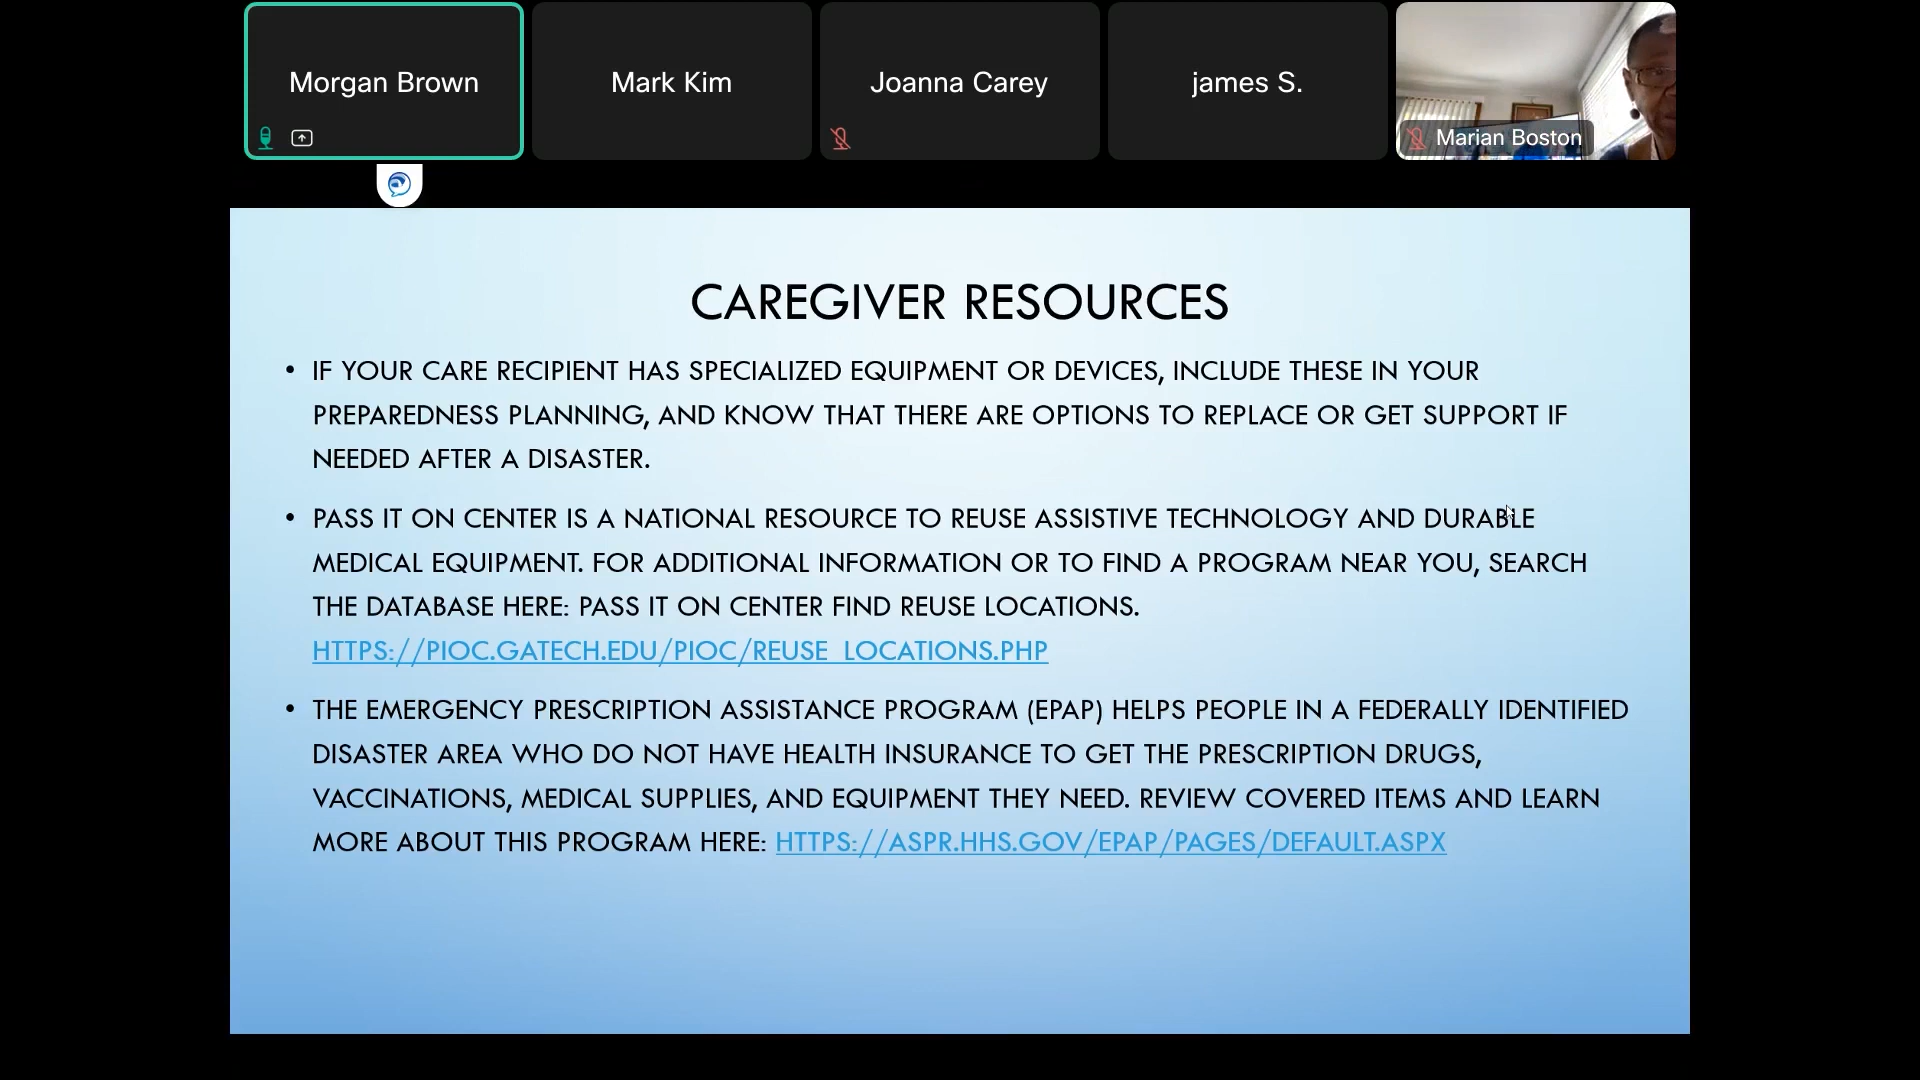 Morgan Brown
Mark Kim
Joanna Carey
james S.
Marian Boston
CAREGIVER RESOURCES
• IF YOUR CARE RECIPIENT HAS SPECIALIZED EQUIPMENT OR DEVICES, INCLUDE THESE IN YOUR
PREPAREDNESS PLANNING, AND KNOW THAT THERE ARE OPTIONS TO REPLACE OR GET SUPPORT IF
NEEDED AFTER A DISASTER.
• PASS IT ON CENTER IS A NATIONAL RESOURCE TO REUSE ASSISTIVE TECHNOLOGY AND DURABLE
MEDICAL EQUIPMENT. FOR ADDITIONAL INFORMATION OR TO FIND A PROGRAM NEAR YOU, SEARCH
THE DATABASE HERE: PASS IT ON CENTER FIND REUSE LOCATIONS.
HTTPS://PIOC.GATECH.EDU/PIOC/REUSE_LOCATIONS.PHP
• THE EMERGENCY PRESCRIPTION ASSISTANCE PROGRAM (EPAP) HELPS PEOPLE IN A FEDERALLY IDENTIFIED
DISASTER AREA WHO DO NOT HAVE HEALTH INSURANCE TO GET THE PRESCRIPTION DRUGS,
VACCINATIONS, MEDICAL SUPPLIES, AND EQUIPMENT THEY NEED. REVIEW COVERED ITEMS AND LEARN
MORE ABOUT THIS PROGRAM HERE: HTTPS://ASPR.HHS.GOV/EPAP/PAGES/DEFAULT.ASPX